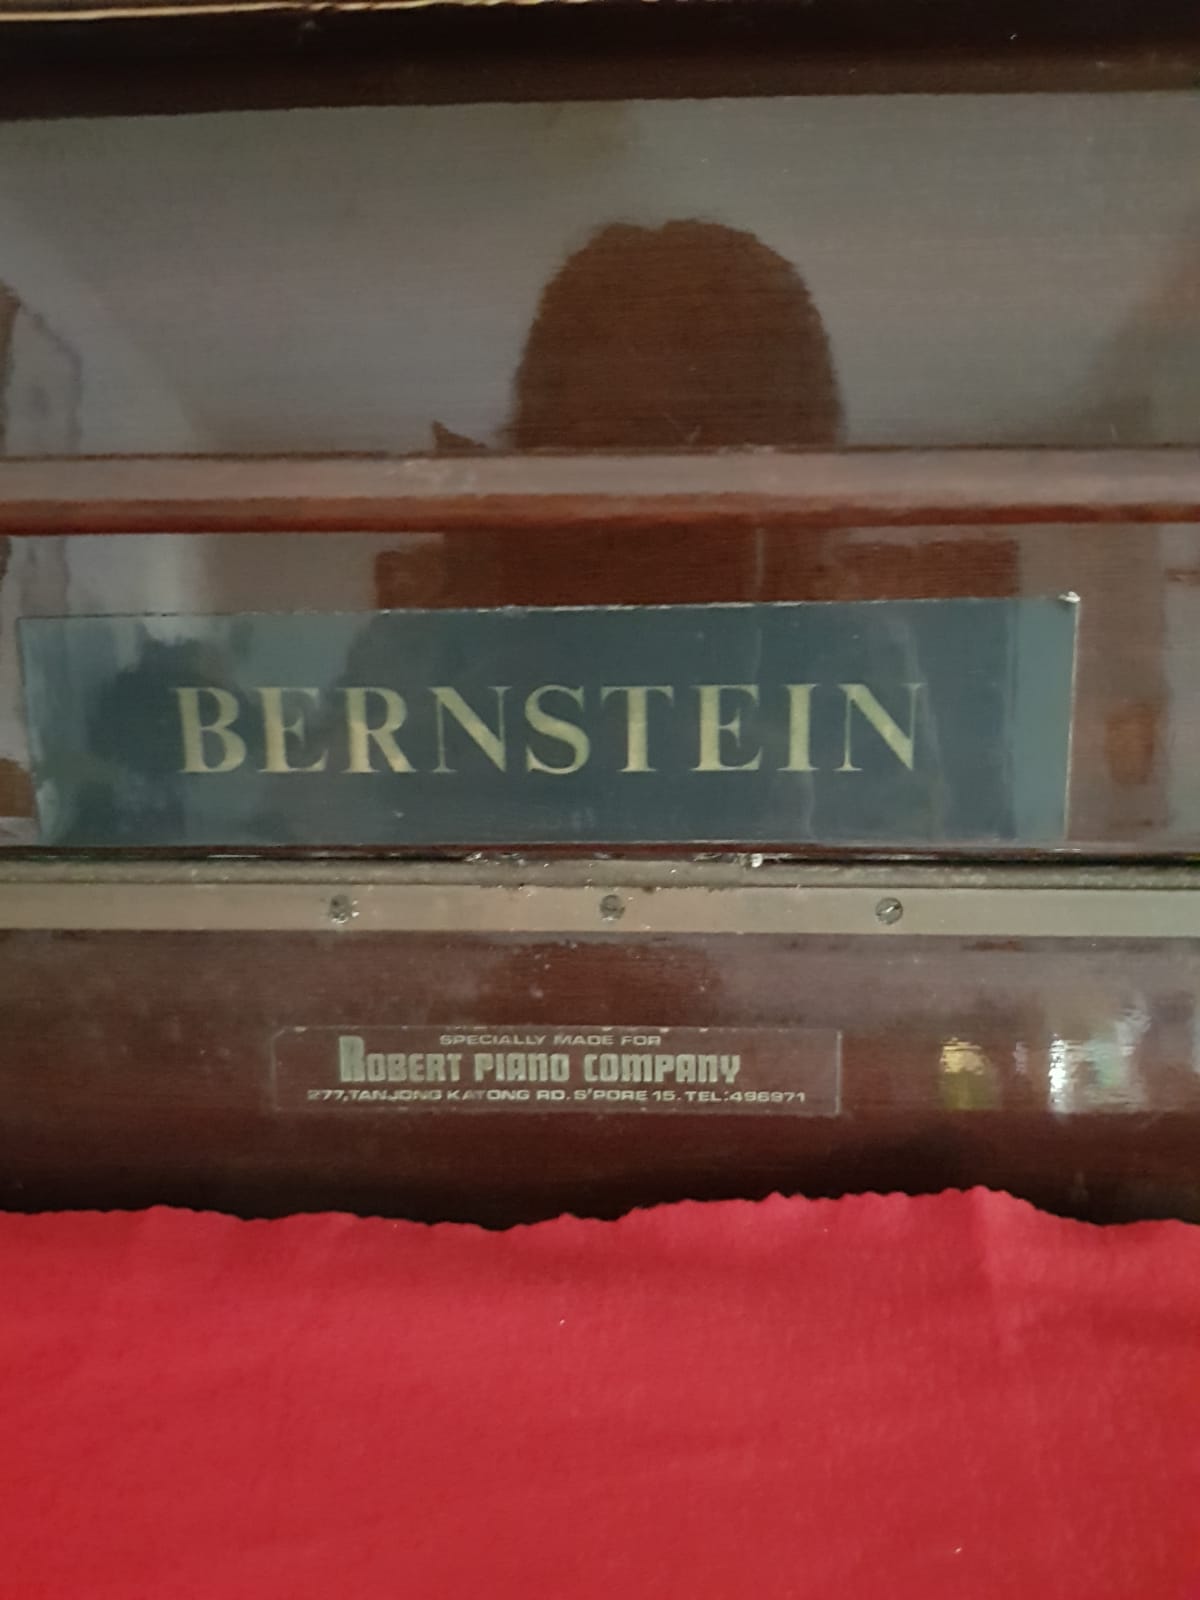 BERNSTEIN
SPECIALLY MADE FOR
ROBERT PIANO COMPANY
277, TANJONG KATONG RD. S'PORE 15. TEL: 496971